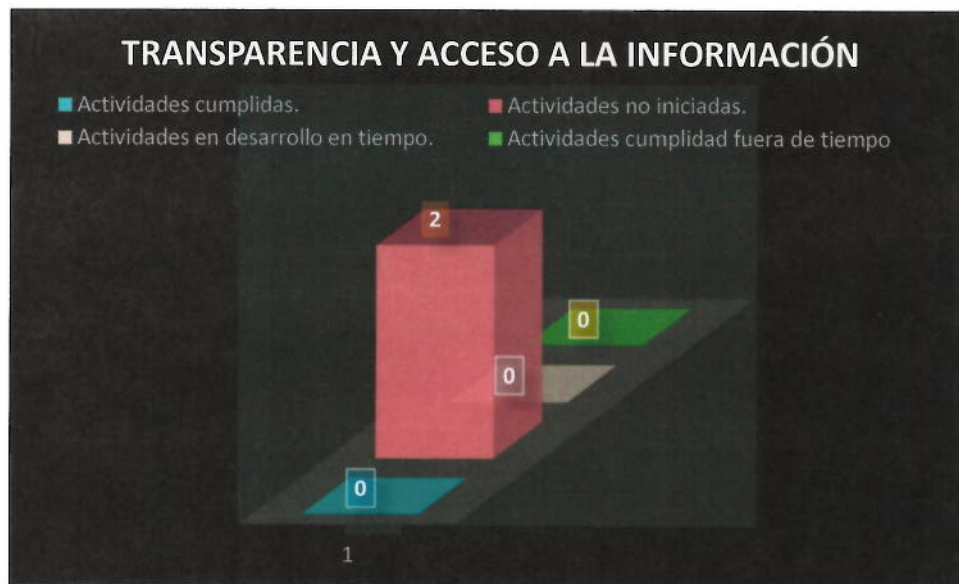 TRANSPARENCIA Y ACCESO A LA INFORMACIÓN
Actividades cumplidas.
Actividades no iniciadas.
Actividades en desarrollo en tiempo.
Actividades cumplidad fuera de tiempo
2
0
0
0
1